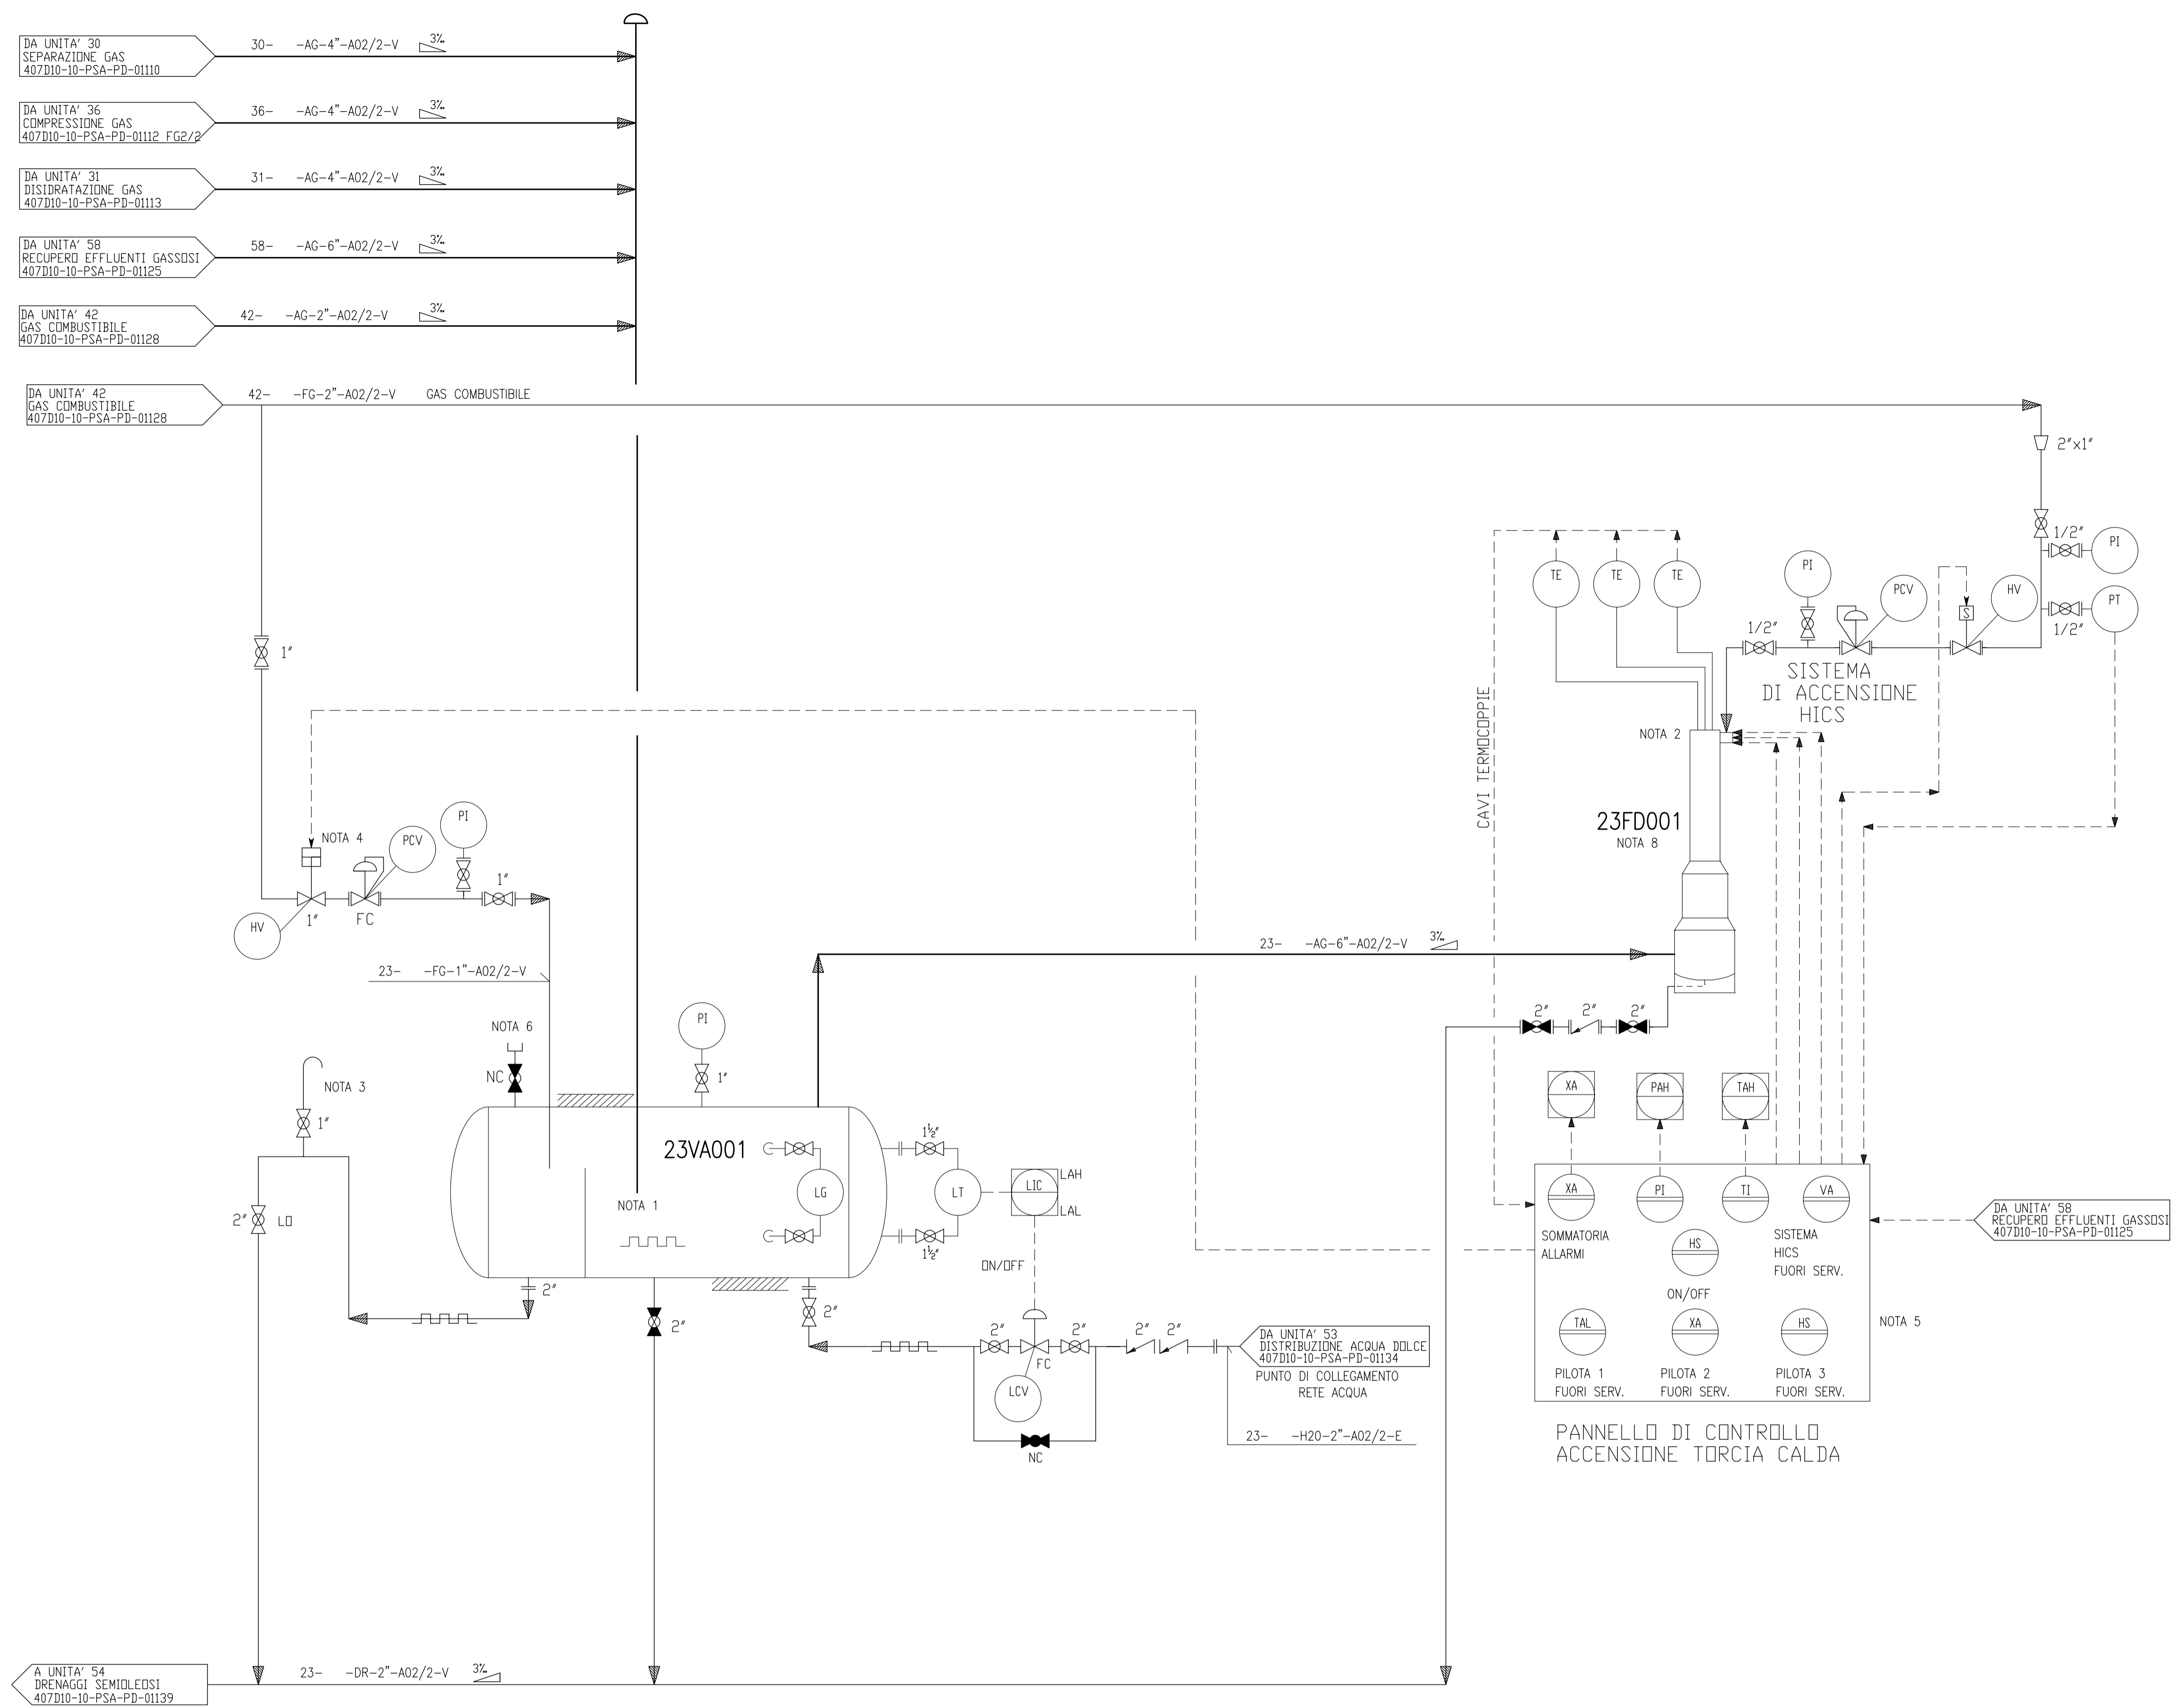 DA UNITA' 30
SEPARAZIONE GAS
407D10-10-PSA-PD-01110
30- -AG-4"-A02/2-V 3‰
DA UNITA' 36
COMPRESSIONE GAS
407D10-10-PSA-PD-01112 FG2/2
36- -AG-4"-A02/2-V 3‰
DA UNITA' 31
DISIDRATAZIONE GAS
407D10-10-PSA-PD-01113
31- -AG-4"-A02/2-V 3‰
DA UNITA' 58
RECUPERO EFFLUENTI GASSOSI
407D10-10-PSA-PD-01125
58- -AG-6"-A02/2-V 3‰
DA UNITA' 42
GAS COMBUSTIBILE
407D10-10-PSA-PD-01128
42- -AG-2"-A02/2-V 3‰
DA UNITA' 42
GAS COMBUSTIBILE
407D10-10-PSA-PD-01128
42- -FG-2"-A02/2-V GAS COMBUSTIBILE
2"x1"
1/2"
PI
PT
1/2"
TE
TE
TE
PI
PCV
HV
S
1/2"
SISTEMA
DI ACCENSIONE
HICS
CAVI TERMOCOPPIE
NOTA 2
23FD001
NOTA 8
1"
NOTA 4
PCV
PI
1"
HV
1"
FC
23- -FG-1"-A02/2-V
23- -AG-6"-A02/2-V 3‰
NOTA 6
NC
PI
1"
NOTA 3
1"
2"
LO
23VA001
NOTA 1
LG
1½"
LT
1½"
LIC
LAH
LAL
ON/OFF
2"
2"
2"
2"
2"
FC
LCV
NC
2"
2"
DA UNITA' 53
DISTRIBUZIONE ACQUA DOLCE
407D10-10-PSA-PD-01134
PUNTO DI COLLEGAMENTO
RETE ACQUA
23- -H20-2"-A02/2-E
2"
2"
2"
XA
PAH
TAH
XA
PI
TI
VA
SOMMATORIA
ALLARMI
HS
ON/OFF
SISTEMA
HICS
FUORI SERV.
TAL
XA
HS
PILOTA 1
FUORI SERV.
PILOTA 2
FUORI SERV.
PILOTA 3
FUORI SERV.
NOTA 5
DA UNITA' 58
RECUPERO EFFLUENTI GASSOSI
407D10-10-PSA-PD-01125
PANNELLO DI CONTROLLO
ACCENSIONE TORCIA CALDA
A UNITA' 54
DRENAGGI SEMIOLEOSI
407D10-10-PSA-PD-01139
23- -DR-2"-A02/2-V 3‰